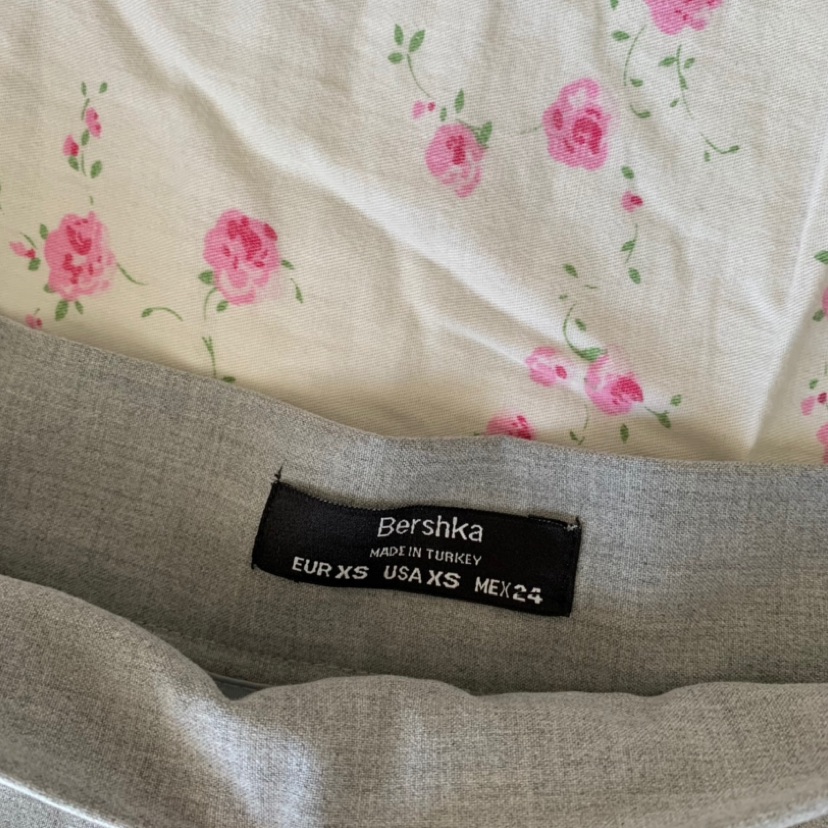 Bershka
MADE IN TURKEY
EUR XS USA XS MEX 24